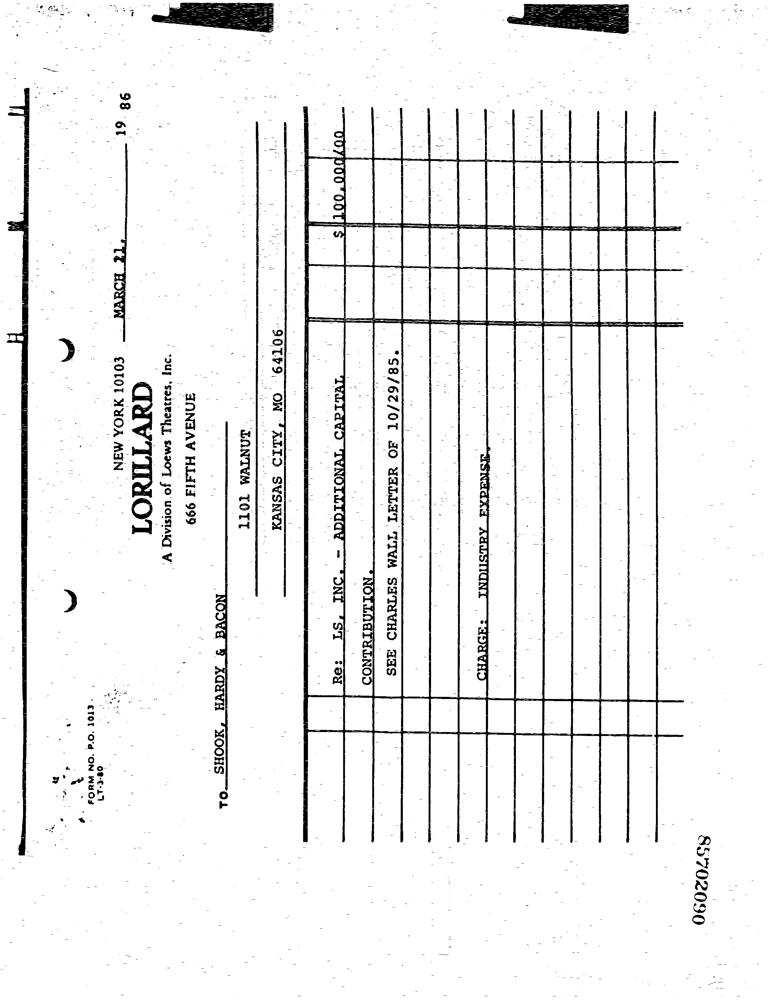 FORM NO. P.O. 1013
LT-3-80
NEW YORK 10103 MARCH 21, 19 86
LORILLARD
A Division of Loews Theatres, Inc.
666 FIFTH AVENUE
TO SHOOK, HARDY & BACON
1101 WALNUT
KANSAS CITY, MO 64106
Re: LS, INC. - ADDITIONAL CAPITAL $ 100,000/00
CONTRIBUTION.
SEE CHARLES WALL LETTER OF 10/29/85.
CHARGE: INDUSTRY EXPENSE.
85702090